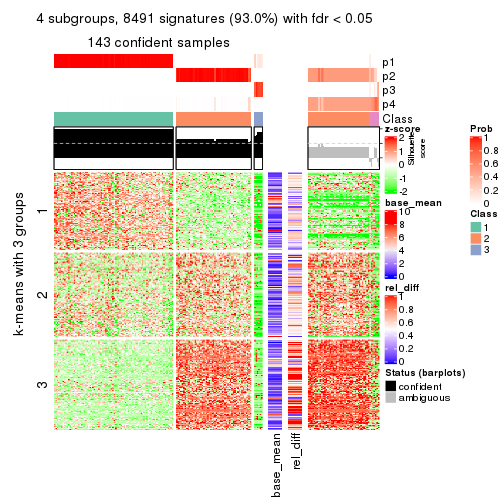 4 subgroups, 8491 signatures (93.0%) with fdr < 0.05
143 confident samples
p1
p2
p3
p4
Class
Silhouette
score
k-means with 3 groups
1
2
3
base_mean
rel_diff
z-score
2
1
0
-1
-2
base_mean
10
8
6
4
2
0
rel_diff
1
0.8
0.6
0.4
0.2
0
Status (barplots)
confident
ambiguous
Prob
1
0.8
0.6
0.4
0.2
0
Class
1
2
3